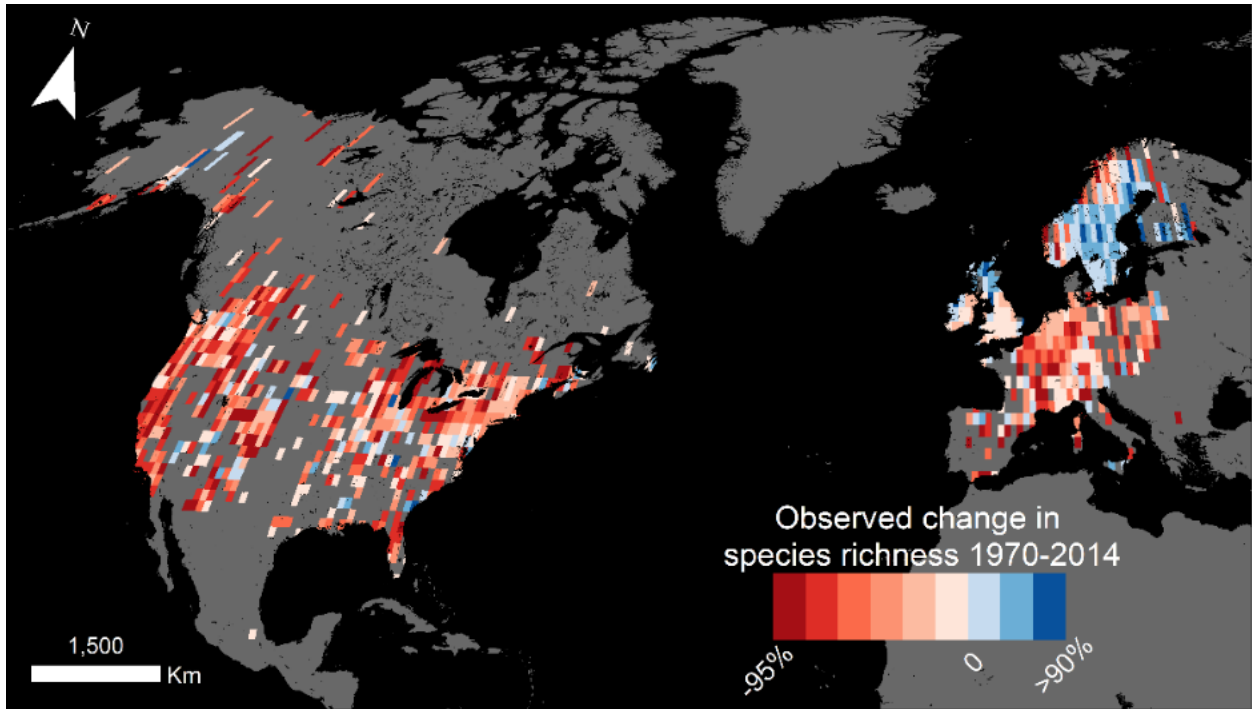 N
Observed change in
species richness 1970-2014
-95%
0
>90%
1,500
Km